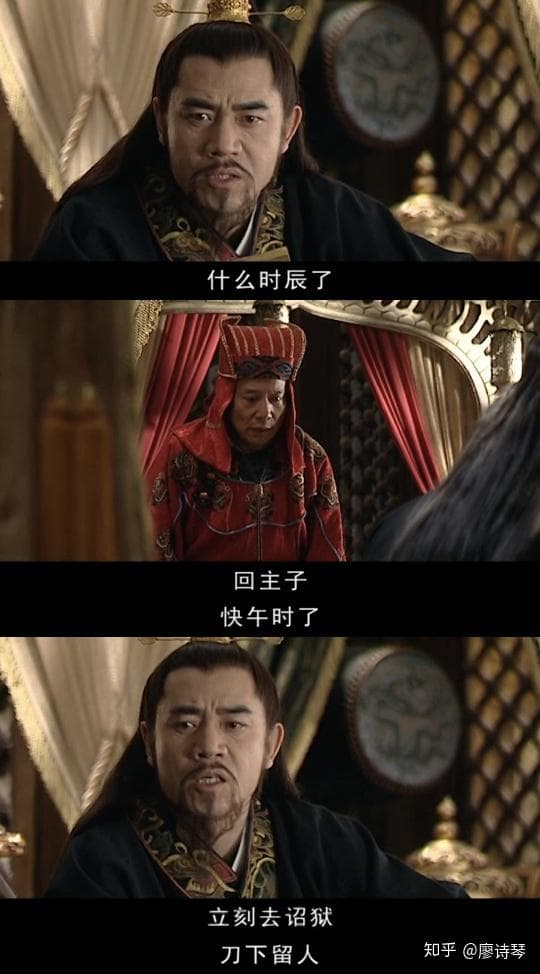 什么时辰了
回主子
快午时了
立刻去诏狱
刀下留人
知乎 @廖诗琴